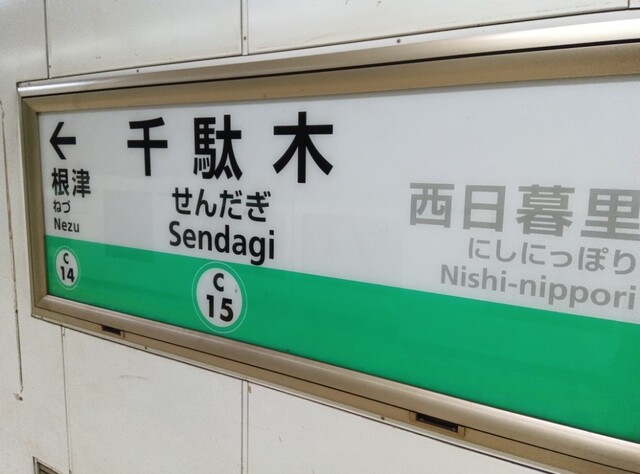 ←
根津
ねづ
Nezu
C
14
千駄木
せんだぎ
Sendagi
C
15
西日暮里
にしにっぽり
Nishi-nippori